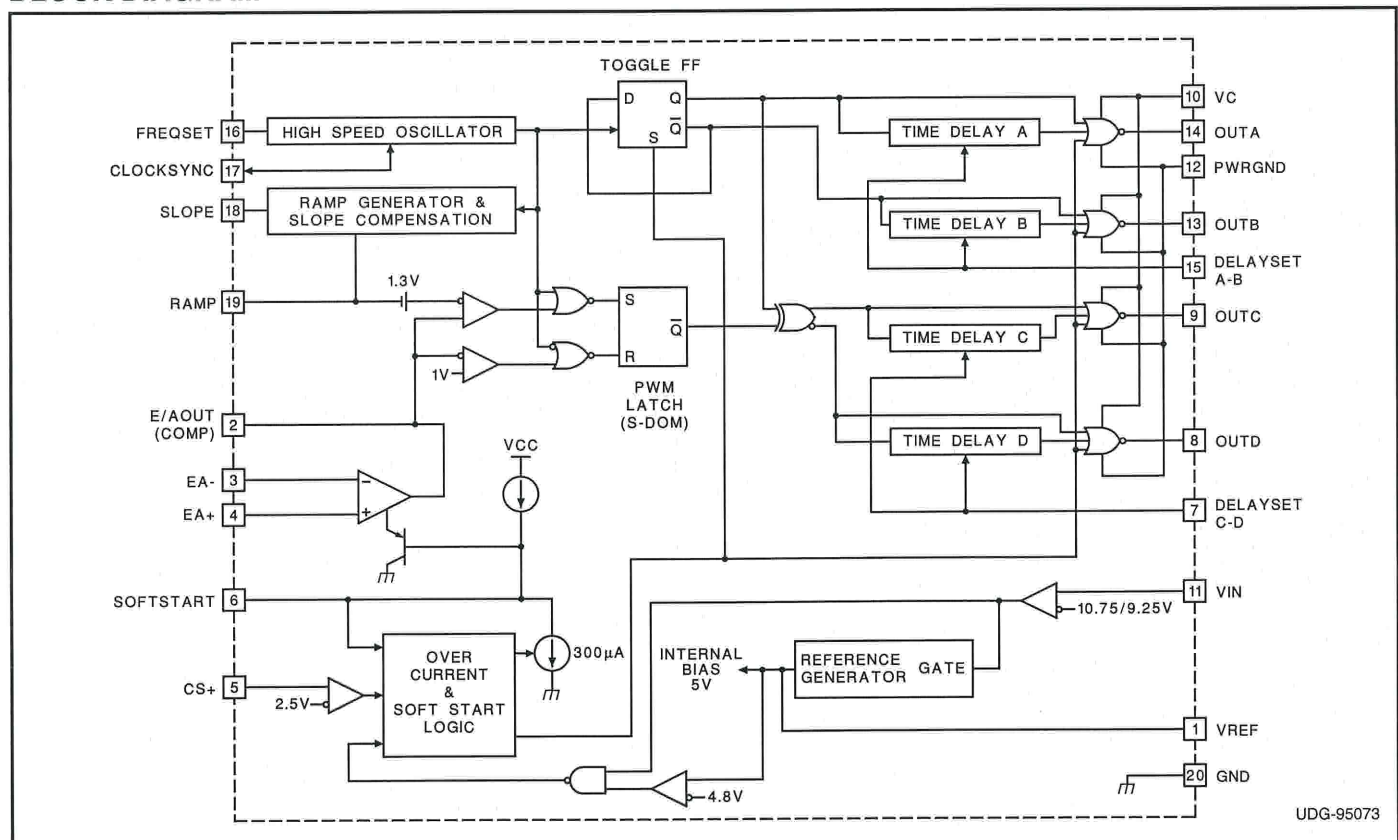 TOGGLE FF
D Q
Q
S
FREQSET 16
HIGH SPEED OSCILLATOR
CLOCKSYNC 17
SLOPE 18
RAMP GENERATOR &
SLOPE COMPENSATION
RAMP 19
1.3V
1V
S
R
Q
PWM
LATCH
(S-DOM)
TIME DELAY A
TIME DELAY B
TIME DELAY C
TIME DELAY D
10 VC
14 OUTA
12 PWRGND
13 OUTB
15 DELAYSET
A-B
9 OUTC
8 OUTD
7 DELAYSET
C-D
E/AOUT
(COMP)
2
EA- 3
EA+ 4
VCC
SOFTSTART 6
CS+ 5
2.5V
OVER
CURRENT
&
SOFT START
LOGIC
300µA
INTERNAL
BIAS
5V
REFERENCE
GENERATOR
GATE
10.75/9.25V
11 VIN
1 VREF
4.8V
20 GND
UDG-95073